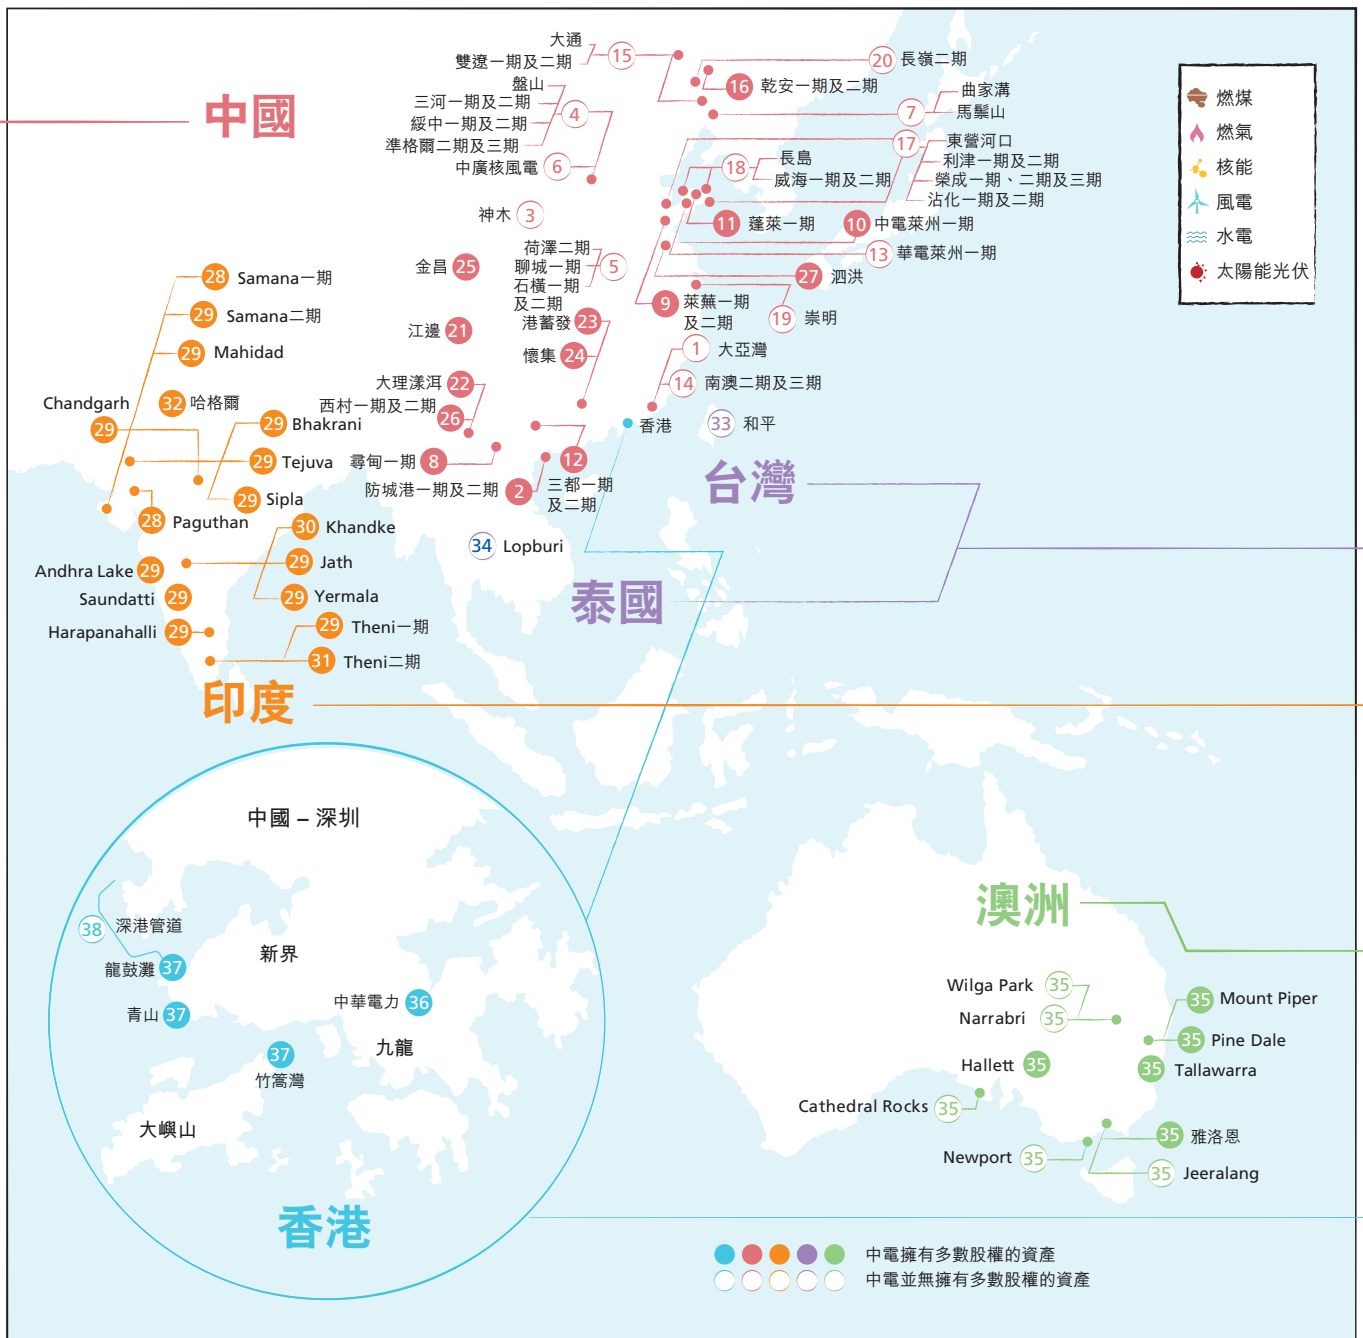 中國
大通
雙遼一期及二期
15
盤山
三河一期及二期
綏中一期及二期
準格爾二期及三期
4
中廣核風電
6
神木
3
金昌
25
荷澤二期
聊城一期
石橫一期
及二期
5
江邊
21
港蓄發
23
懷集
24
大理漾洱
22
西村一期及二期
26
尋甸一期
8
防城港一期及二期
2
12
三都一期
及二期
20
長嶺二期
16
乾安一期及二期
7
曲家溝
馬鬃山
17
東營河口
利津一期及二期
榮成一期、二期及三期
沾化一期及二期
18
長島
威海一期及二期
11
蓬萊一期
10
中電萊州一期
13
華電萊州一期
27
泗洪
9
萊蕪一期
及二期
19
崇明
1
大亞灣
14
南澳二期及三期
香港
33
和平
台灣
34
Lopburi
泰國
燃煤
燃氣
核能
風電
水電
太陽能光伏
28
Samana一期
29
Samana二期
29
Mahidad
32
哈格爾
Chandgarh
29
29
Bhakrani
29
Tejuva
29
Sipla
28
Paguthan
30
Khandke
29
Jath
29
Yermala
Andhra Lake
29
Saundatti
29
Harapanahalli
29
29
Theni一期
31
Theni二期
印度
中國 – 深圳
38
深港管道
新界
龍鼓灘
37
青山
37
中華電力
36
九龍
37
竹篙灣
大嶼山
香港
澳洲
Wilga Park
35
Narrabri
35
35
Mount Piper
35
Pine Dale
Hallett
35
35
Tallawarra
Cathedral Rocks
35
35
雅洛恩
Newport
35
35
Jeeralang
中電擁有多數股權的資產
中電並無擁有多數股權的資產